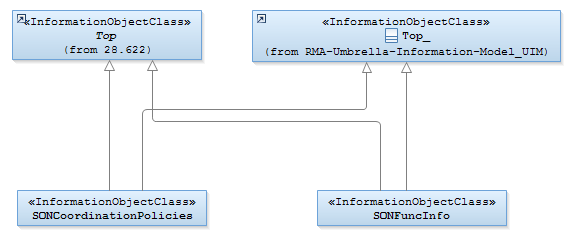 «InformationObjectClass»
Top
(from 28.622)
«InformationObjectClass»
Top_
(from RMA-Umbrella-Information-Model_UIM)
«InformationObjectClass»
SONCoordinationPolicies
«InformationObjectClass»
SONFuncInfo